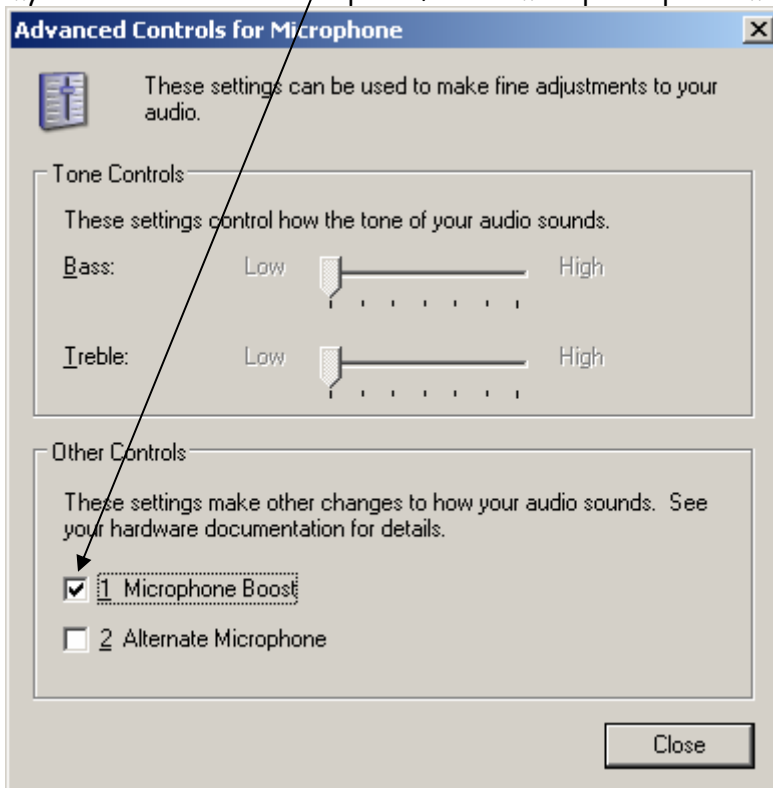 Advanced Controls for Microphone
These settings can be used to make fine adjustments to your
audio.
Tone Controls
These settings control how the tone of your audio sounds.
Bass: Low High
Treble: Low High
Other Controls
These settings make other changes to how your audio sounds. See
your hardware documentation for details.
1 Microphone Boost
2 Alternate Microphone
Close